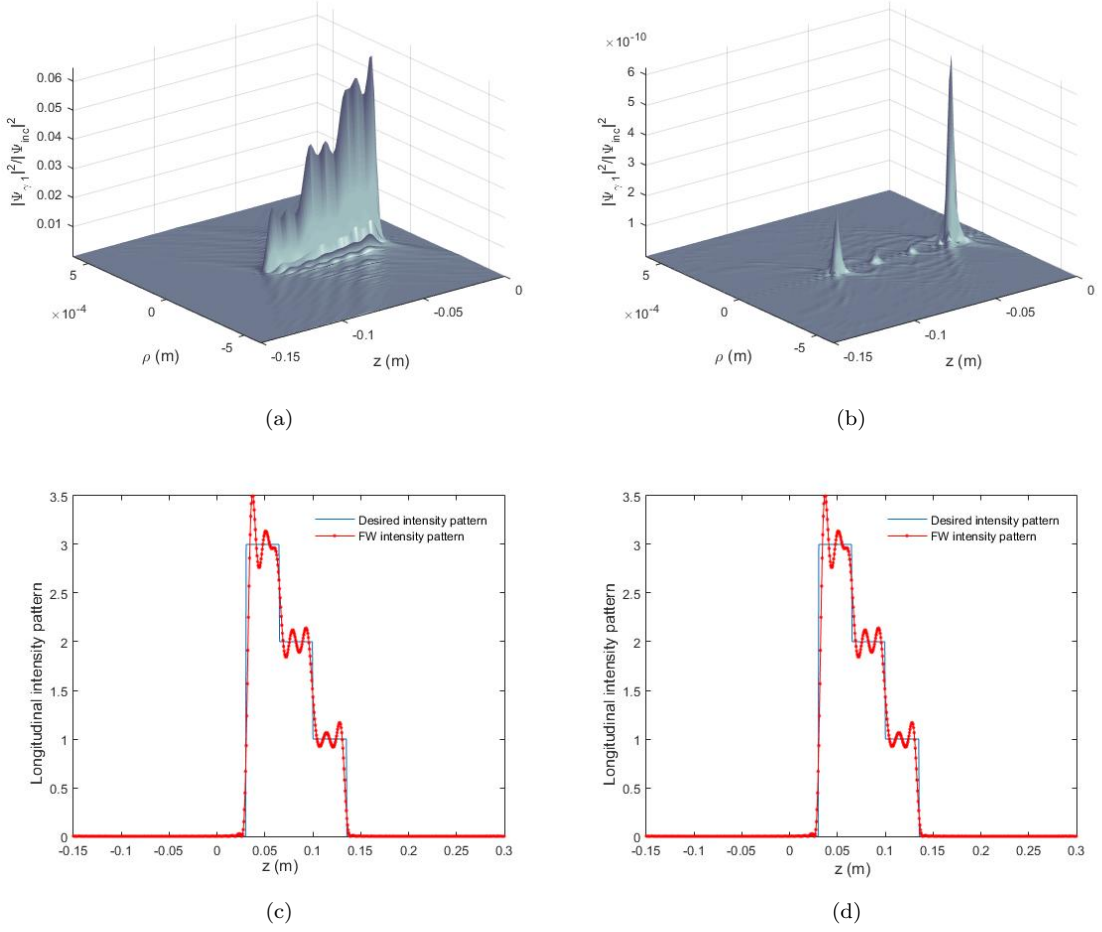 |Ψγ1|²/|Ψinc|²
0.06
0.05
0.04
0.03
0.02
0.01
5
×10⁻⁴
0
-5
ρ (m)
-0.15
-0.1
-0.05
0
z (m)
(a)
×10⁻¹⁰
|Ψγ1|²/|Ψinc|²
6
5
4
3
2
1
5
×10⁻⁴
0
-5
ρ (m)
-0.15
-0.1
-0.05
0
z (m)
(b)
Longitudinal intensity pattern
3.5
3
2.5
2
1.5
1
0.5
0
Desired intensity pattern
FW intensity pattern
-0.15 -0.1 -0.05 0 0.05 0.1 0.15 0.2 0.25 0.3
z (m)
(c)
Longitudinal intensity pattern
3.5
3
2.5
2
1.5
1
0.5
0
Desired intensity pattern
FW intensity pattern
-0.15 -0.1 -0.05 0 0.05 0.1 0.15 0.2 0.25 0.3
z (m)
(d)